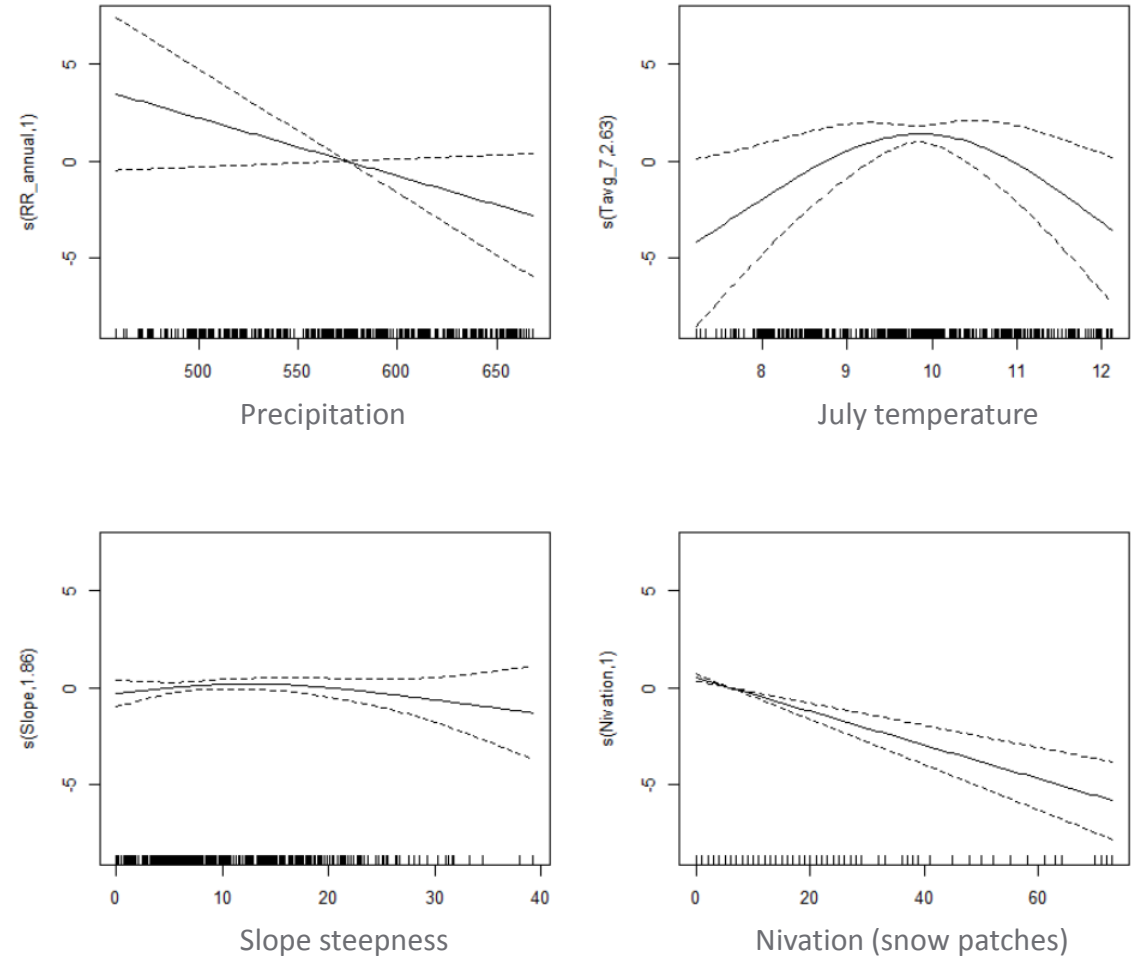 5
0
-5
s(RR_annual,1)
500 550 600 650
Precipitation
5
0
-5
s(Tavg_7,2.63)
8 9 10 11 12
July temperature
5
0
-5
s(Slope,1.86)
0 10 20 30 40
Slope steepness
5
0
-5
s(Nivation,1)
0 20 40 60
Nivation (snow patches)